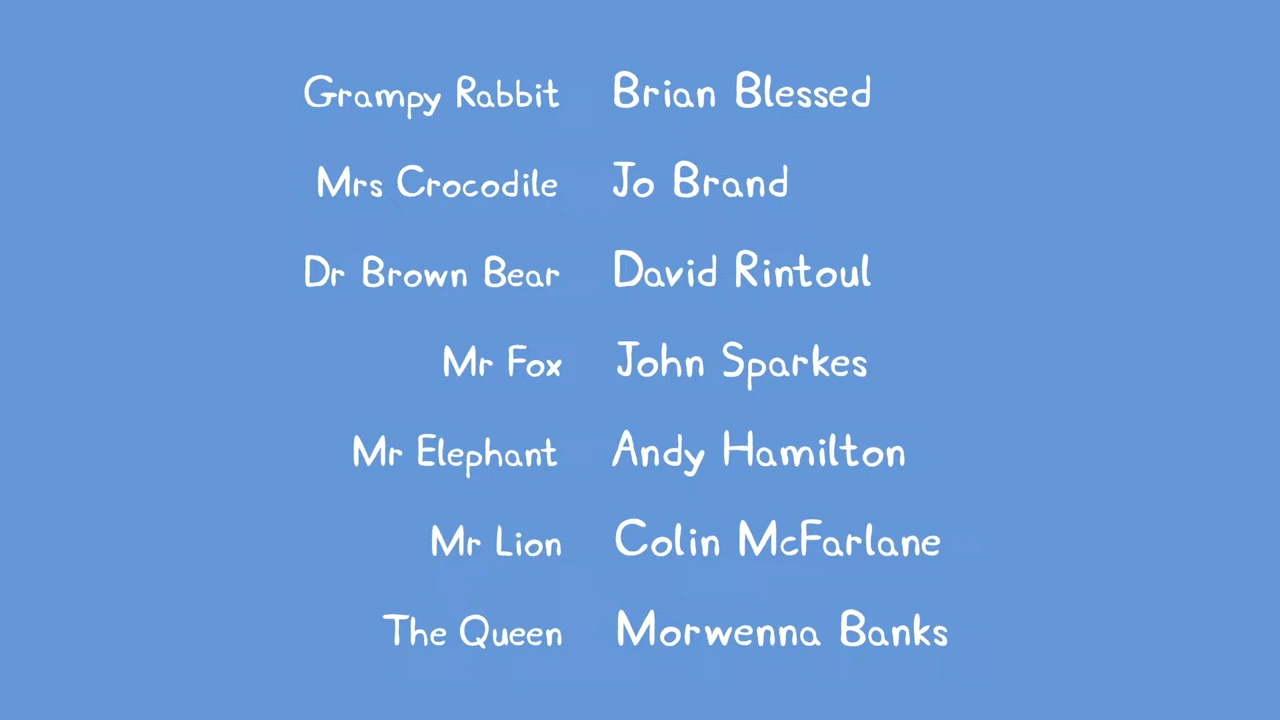 Grampy Rabbit Brian Blessed
Mrs Crocodile Jo Brand
Dr Brown Bear David Rintoul
Mr Fox John Sparkes
Mr Elephant Andy Hamilton
Mr Lion Colin McFarlane
The Queen Morwenna Banks